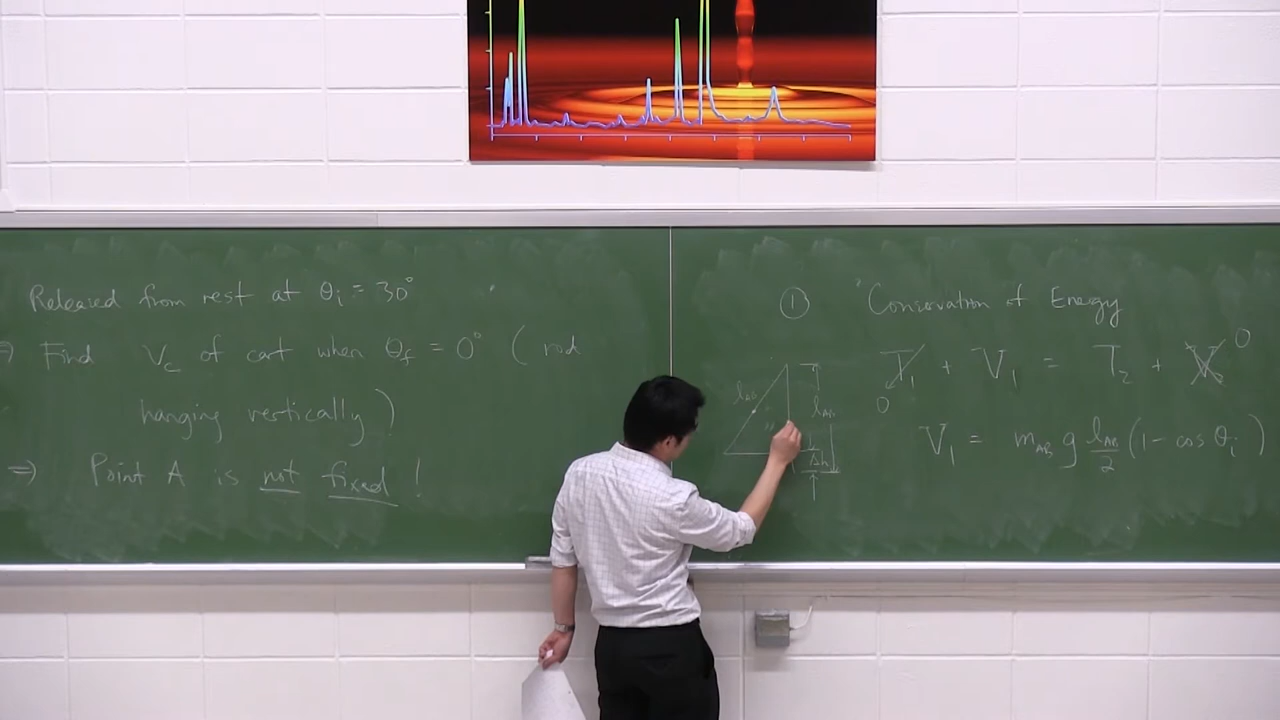 Released from rest at θi = 30°
⇒ Find Vc of cart when θf = 0° (rod
hanging vertically)
⇒ Point A is not fixed!
① Conservation of Energy
T1 + V1 = T2 + V2 0
0
lAB
lAB
Δh
V1 = mAB g lAB/2 (1 - cos θi)